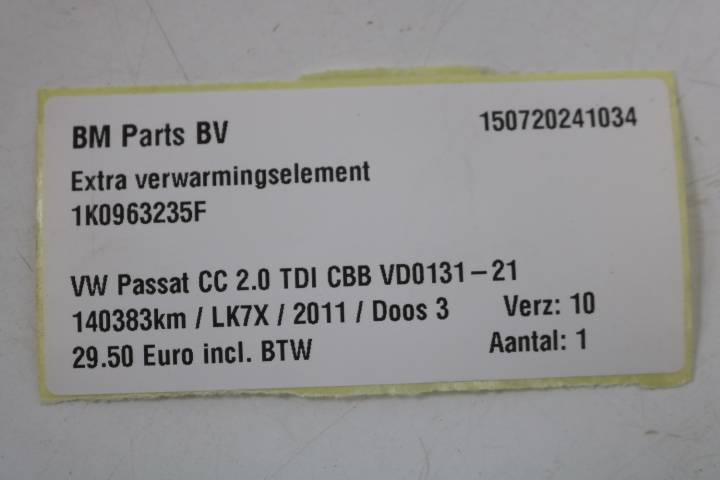 BM Parts BV 150720241034
Extra verwarmingselement
1K0963235F
VW Passat CC 2.0 TDI CBB VD0131-21
140383km / LK7X / 2011 / Doos 3 Verz: 10
29.50 Euro incl. BTW Aantal: 1